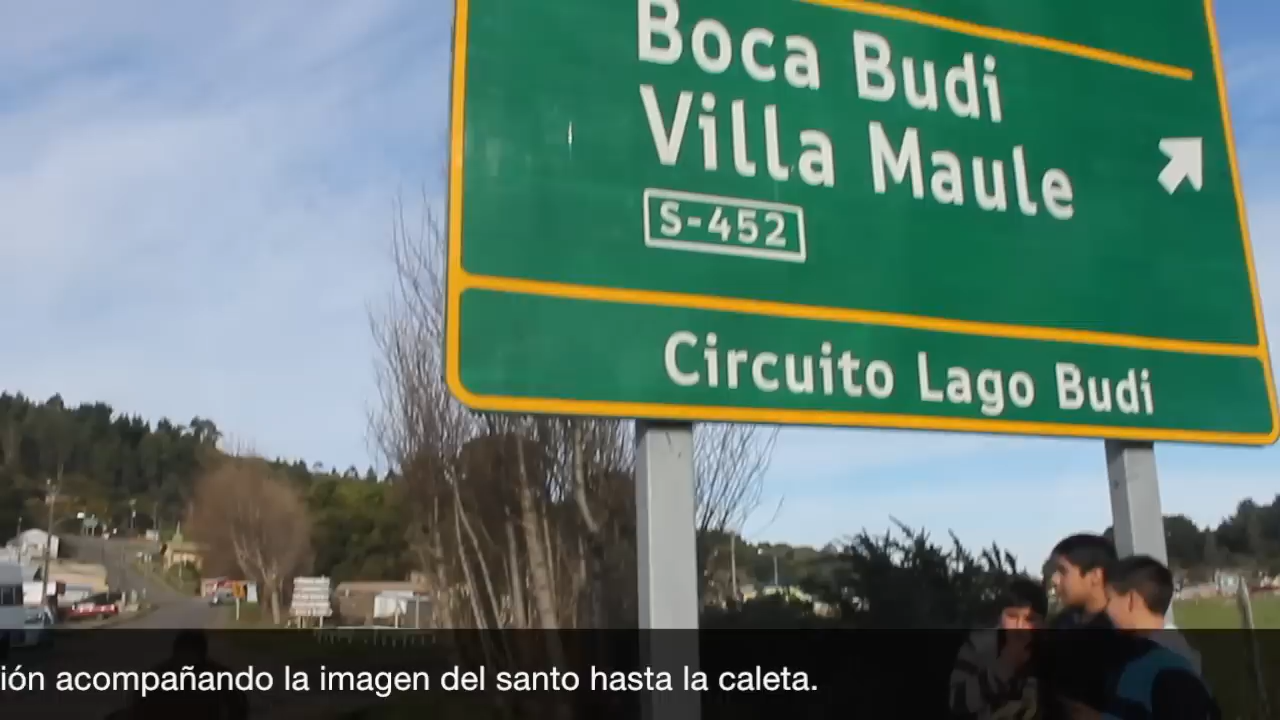 Boca Budi
Villa Maule
S-452
Circuito Lago Budi
ión acompañando la imagen del santo hasta la caleta.